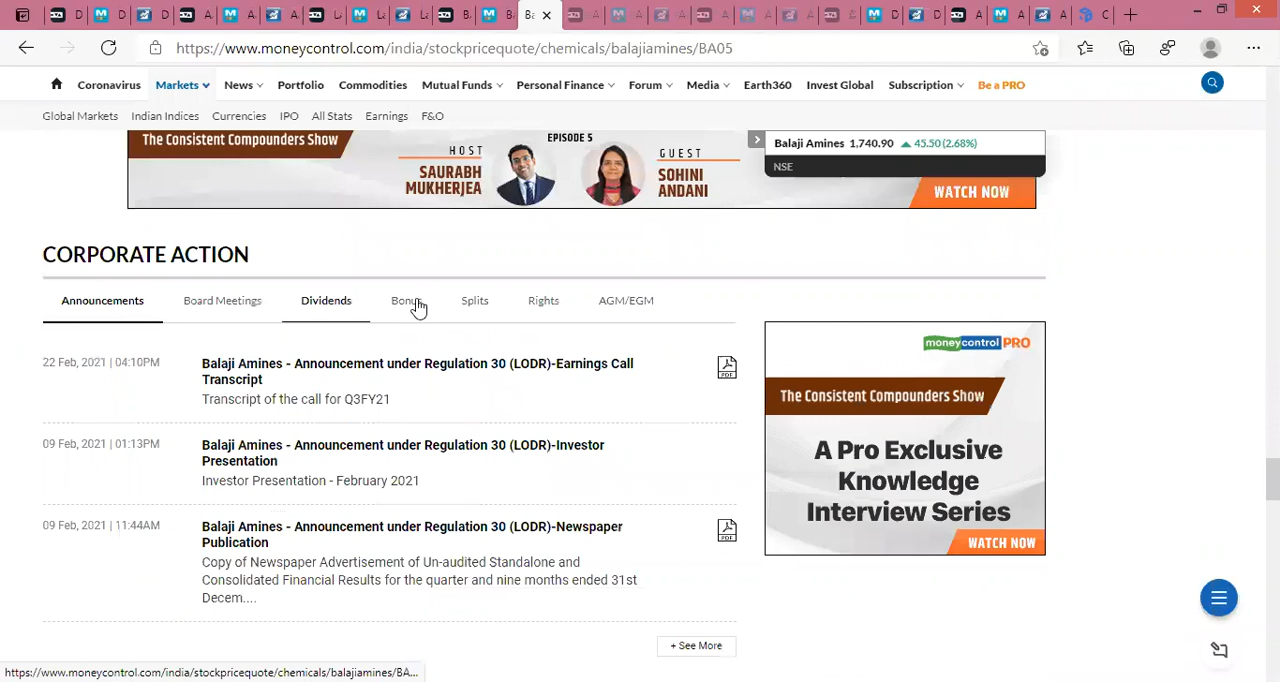 D
D
D
A
A
A
L
La
L
B
B
Ba
A
A
A
A
A
A
Z
D
D
A
A
A
C
https://www.moneycontrol.com/india/stockpricequote/chemicals/balajiamines/BA05
Coronavirus Markets News Portfolio Commodities Mutual Funds Personal Finance Forum Media Earth360 Invest Global Subscription Be a PRO
Global Markets Indian Indices Currencies IPO All Stats Earnings F&O
The Consistent Compounders Show
HOST
SAURABH
MUKHERJEA
EPISODE 5
GUEST
SOHINI
ANDANI
WATCH NOW
Balaji Amines 1,740.90 45.50 (2.68%)
NSE
CORPORATE ACTION
Announcements Board Meetings Dividends Bonus Splits Rights AGM/EGM
22 Feb, 2021 | 04:10PM
Balaji Amines - Announcement under Regulation 30 (LODR)-Earnings Call
Transcript
Transcript of the call for Q3FY21
PDF
09 Feb, 2021 | 01:13PM
Balaji Amines - Announcement under Regulation 30 (LODR)-Investor
Presentation
Investor Presentation - February 2021
09 Feb, 2021 | 11:44AM
Balaji Amines - Announcement under Regulation 30 (LODR)-Newspaper
Publication
Copy of Newspaper Advertisement of Un-audited Standalone and
Consolidated Financial Results for the quarter and nine months ended 31st
Decem....
PDF
+ See More
moneycontrol PRO
The Consistent Compounders Show
A Pro Exclusive
Knowledge
Interview Series
WATCH NOW
https://www.moneycontrol.com/india/stockpricequote/chemicals/balajiamines/BA...